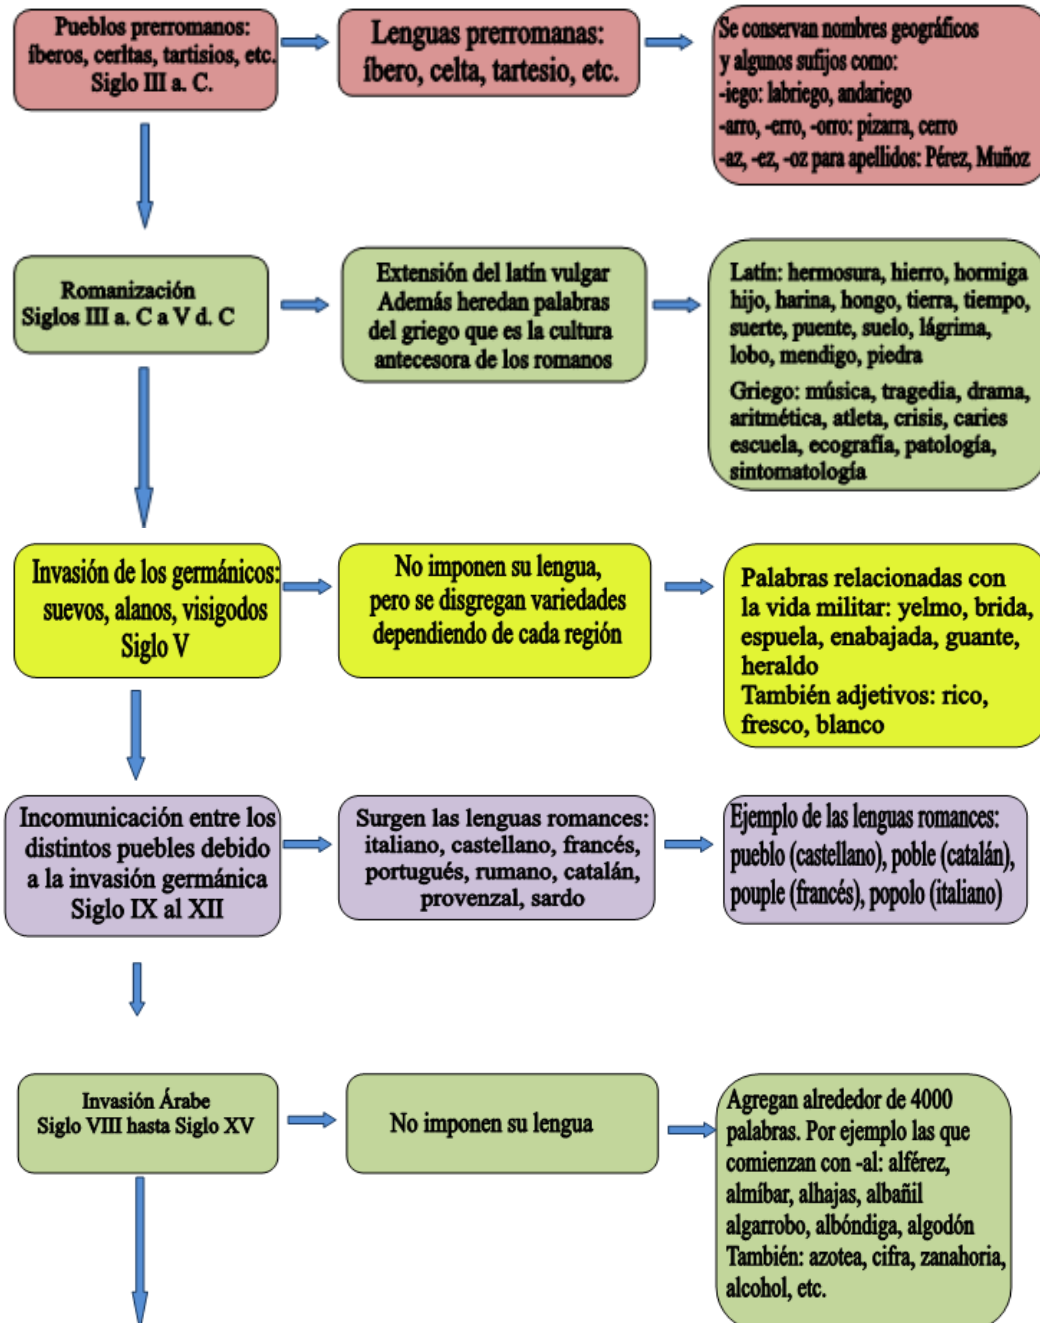 Pueblos prerromanos:
íberos, cerltas, tartisios, etc.
Siglo III a. C.
Lenguas prerromanas:
íbero, celta, tartesio, etc.
Se conservan nombres geográficos
y algunos sufijos como:
-iego: labriego, andariego
-arro, -erro, -orro: pizarra, cerro
-az, -ez, -oz para apellidos: Pérez, Muñoz
Romanización
Siglos III a. C a V d. C
Extensión del latín vulgar
Además heredan palabras
del griego que es la cultura
antecesora de los romanos
Latín: hermosura, hierro, hormiga
hijo, harina, hongo, tierra, tiempo,
suerte, puente, suelo, lágrima,
lobo, mendigo, piedra
Griego: música, tragedia, drama,
aritmética, atleta, crisis, caries
escuela, ecografía, patología,
sintomatología
Invasión de los germánicos:
suevos, alanos, visigodos
Siglo V
No imponen su lengua,
pero se disgregan variedades
dependiendo de cada región
Palabras relacionadas con
la vida militar: yelmo, brida,
espuela, enabajada, guante,
heraldo
También adjetivos: rico,
fresco, blanco
Incomunicación entre los
distintos puebles debido
a la invasión germánica
Siglo IX al XII
Surgen las lenguas romances:
italiano, castellano, francés,
portugués, rumano, catalán,
provenzal, sardo
Ejemplo de las lenguas romances:
pueblo (castellano), poble (catalán),
pouple (francés), popolo (italiano)
Invasión Árabe
Siglo VIII hasta Siglo XV
No imponen su lengua
Agregan alrededor de 4000
palabras. Por ejemplo las que
comienzan con -al: alférez,
almíbar, alhajas, albañil
algarrobo, albóndiga, algodón
También: azotea, cifra, zanahoria,
alcohol, etc.